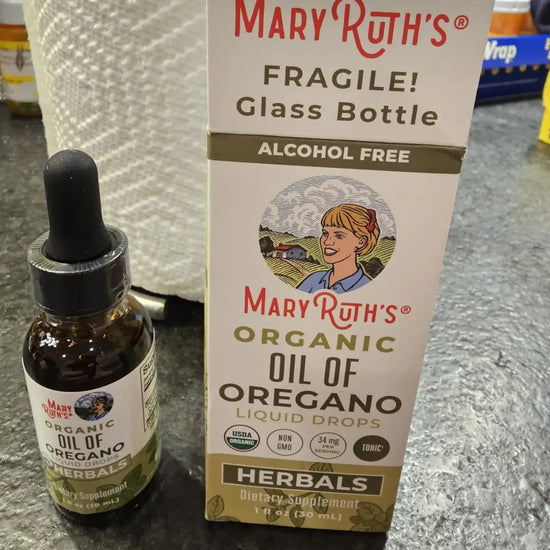 MARY RUTH'S®
FRAGILE!
Glass Bottle
ALCOHOL FREE
MARY RUTH'S®
ORGANIC
OIL OF
OREGANO
LIQUID DROPS
USDA
ORGANIC
NON
GMO
34 mg
PER
SERVING
TONIC
HERBALS
Dietary Supplement
1 fl oz (30 mL)
MARY
RUTH'S®
ORGANIC
OIL OF
OREGANO
LIQUID DROPS
HERBALS
Dietary Supplement
1 fl oz (30 mL)
Wrap